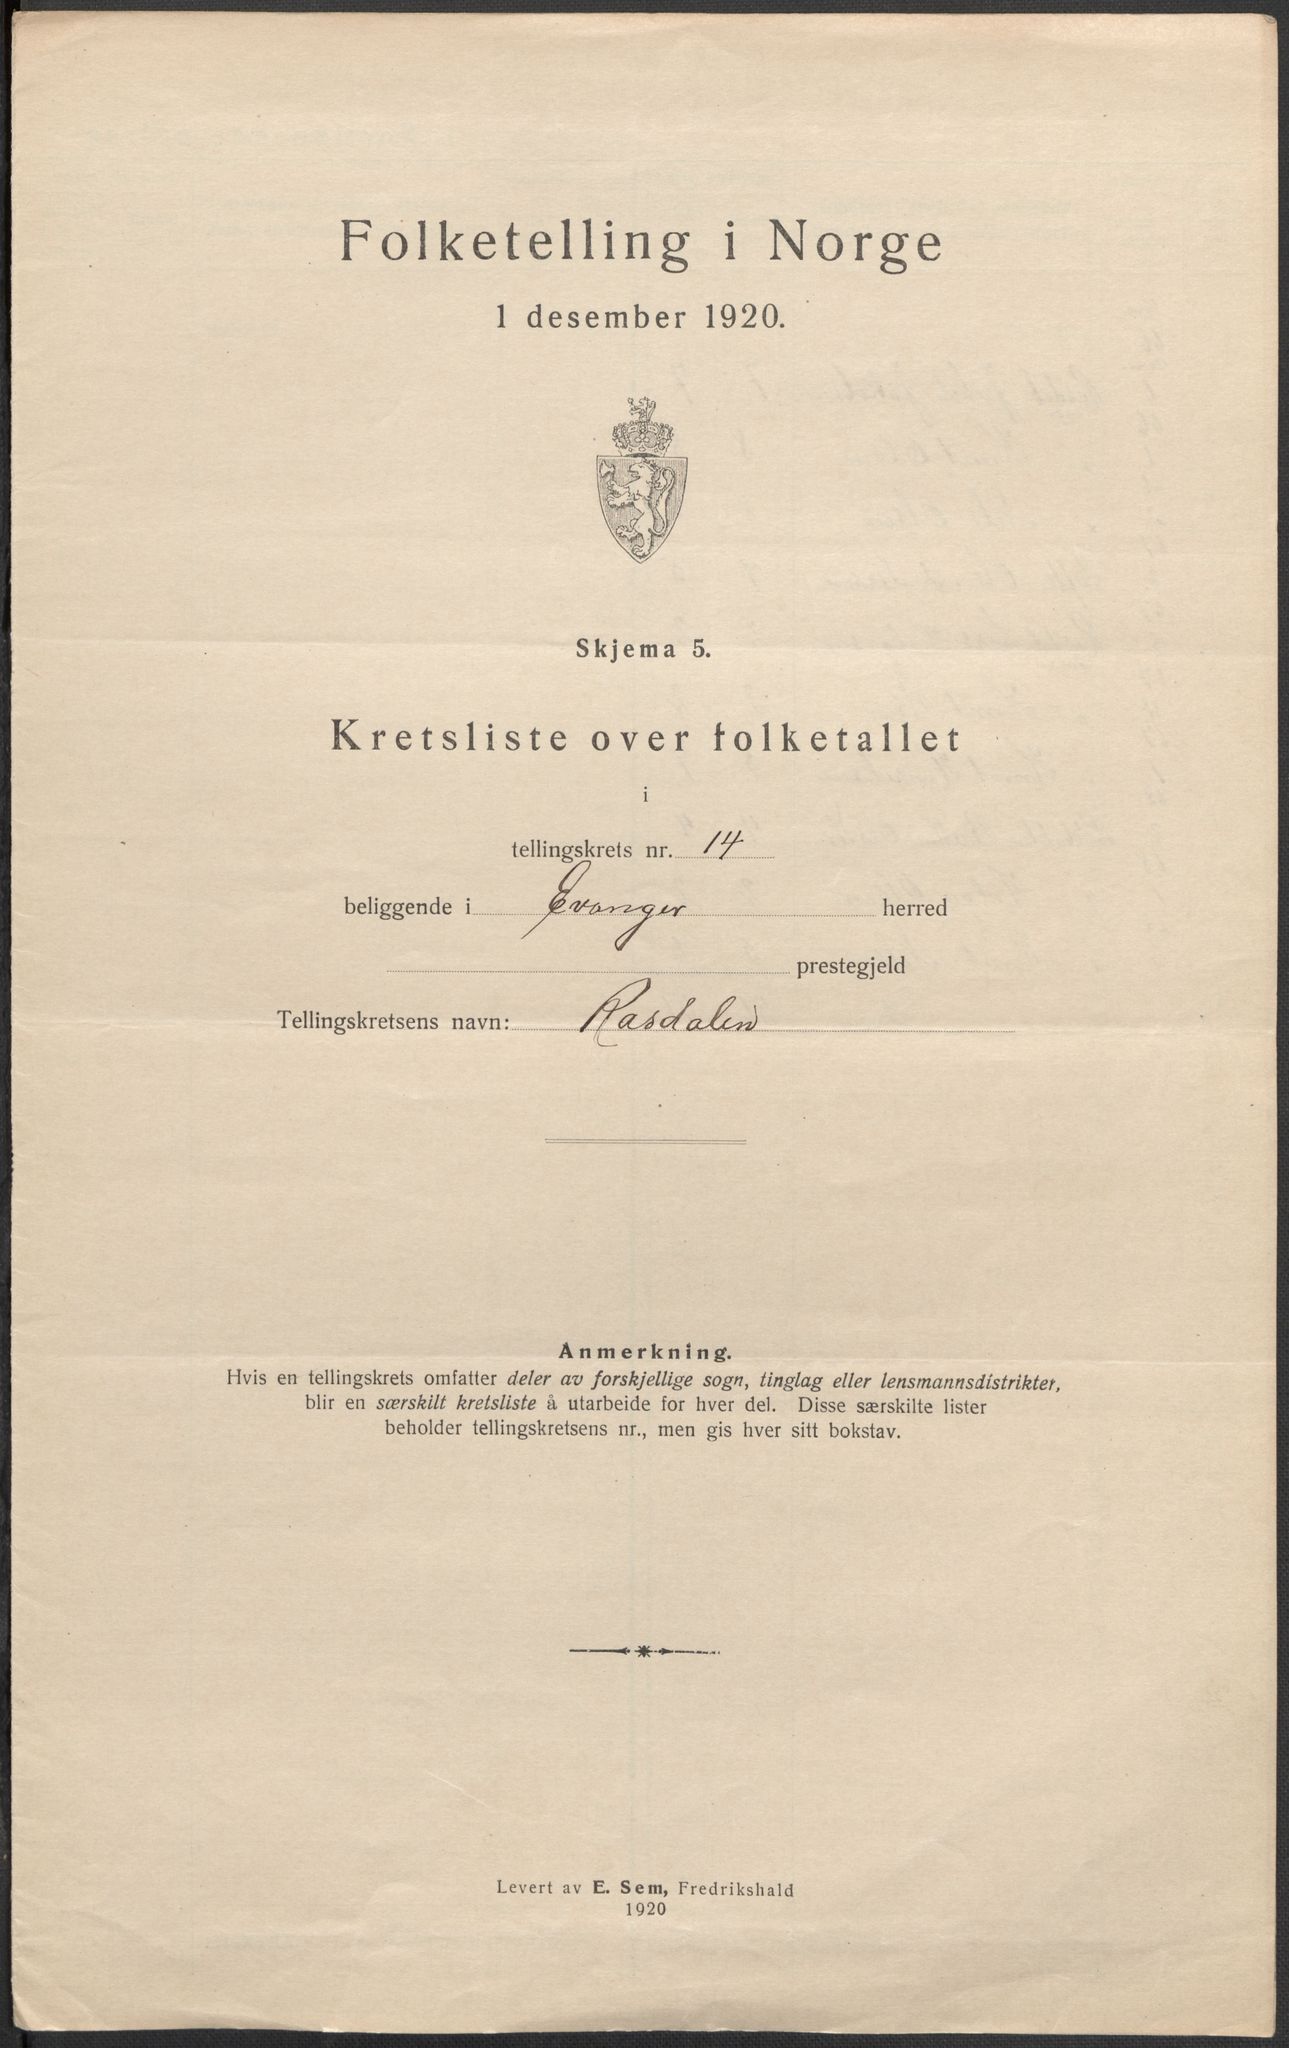 Folketelling i Norge
1 desember 1920.
Skjema 5.
Kretsliste over folketallet
i
tellingskrets nr. 14
beliggende i Evanger herred
prestegjeld
Tellingskretsens navn: Rasdalen
Anmerkning.
Hvis en tellingskrets omfatter deler av forskjellige sogn, tinglag eller lensmannsdistrikter,
blir en særskilt kretsliste å utarbeide for hver del. Disse særskilte lister
beholder tellingskretsens nr., men gis hver sitt bokstav.
Levert av E. Sem, Fredrikshald
1920